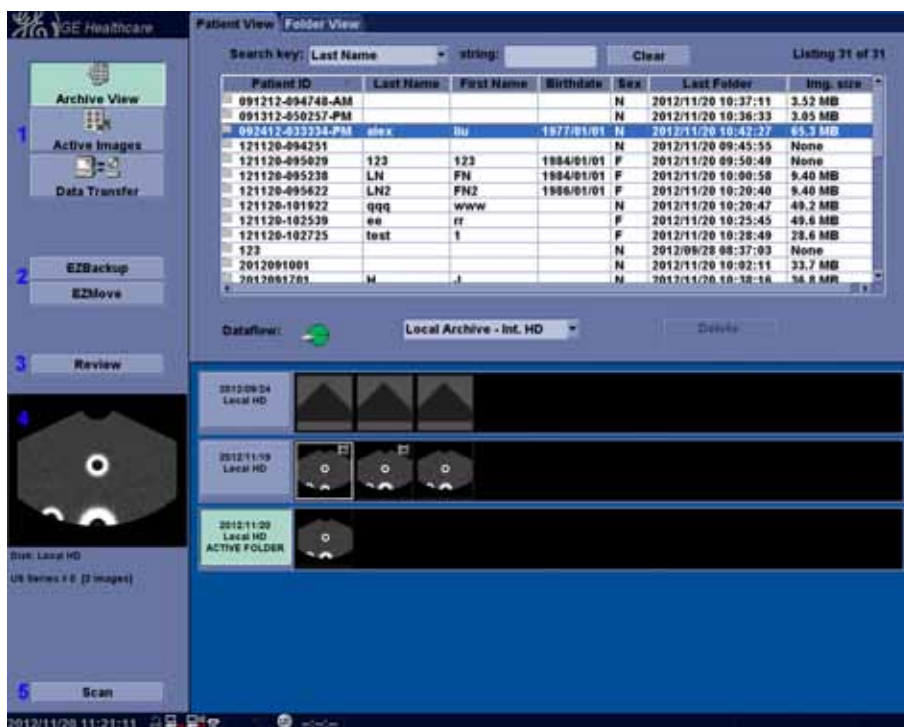 GE Healthcare
Patient View Folder View
Search key: Last Name string: Clear Listing 31 of 31
Patient ID Last Name First Name Birthdate Sex Last Folder Img. size
091212-094748-AM N 2012/11/20 10:37:11 3.52 MB
091312-050257-PM N 2012/11/20 10:36:33 3.05 MB
092412-033334-PM alex liu 1977/01/01 N 2012/11/20 10:42:27 65.3 MB
121120-094251 N 2012/11/20 09:45:55 None
121120-095029 123 123 1984/01/01 F 2012/11/20 09:50:49 None
121120-095238 LN FN 1984/01/01 F 2012/11/20 10:00:58 9.40 MB
121120-095622 LN2 FN2 1986/01/01 F 2012/11/20 10:20:40 9.40 MB
121120-101922 qqq www N 2012/11/20 10:20:47 49.2 MB
121120-102539 ee rr F 2012/11/20 10:25:45 49.6 MB
121120-102725 test 1 F 2012/11/20 10:28:49 28.6 MB
123 N 2012/09/28 08:37:03 None
2012091001 N 2012/11/20 10:02:11 33.7 MB
2012091701 H J N 2012/11/20 10:38:16 36.8 MB
1
Archive View
Active Images
Data Transfer
2
EZBackup
EZMove
Dataflow: Local Archive - Int. HD Delete
3
Review
4
2012/09/24
Local HD
2012/11/19
Local HD
2012/11/20
Local HD
ACTIVE FOLDER
Disk: Local HD
US Series # 0 (3 images)
5
Scan
2012/11/20 11:21:11